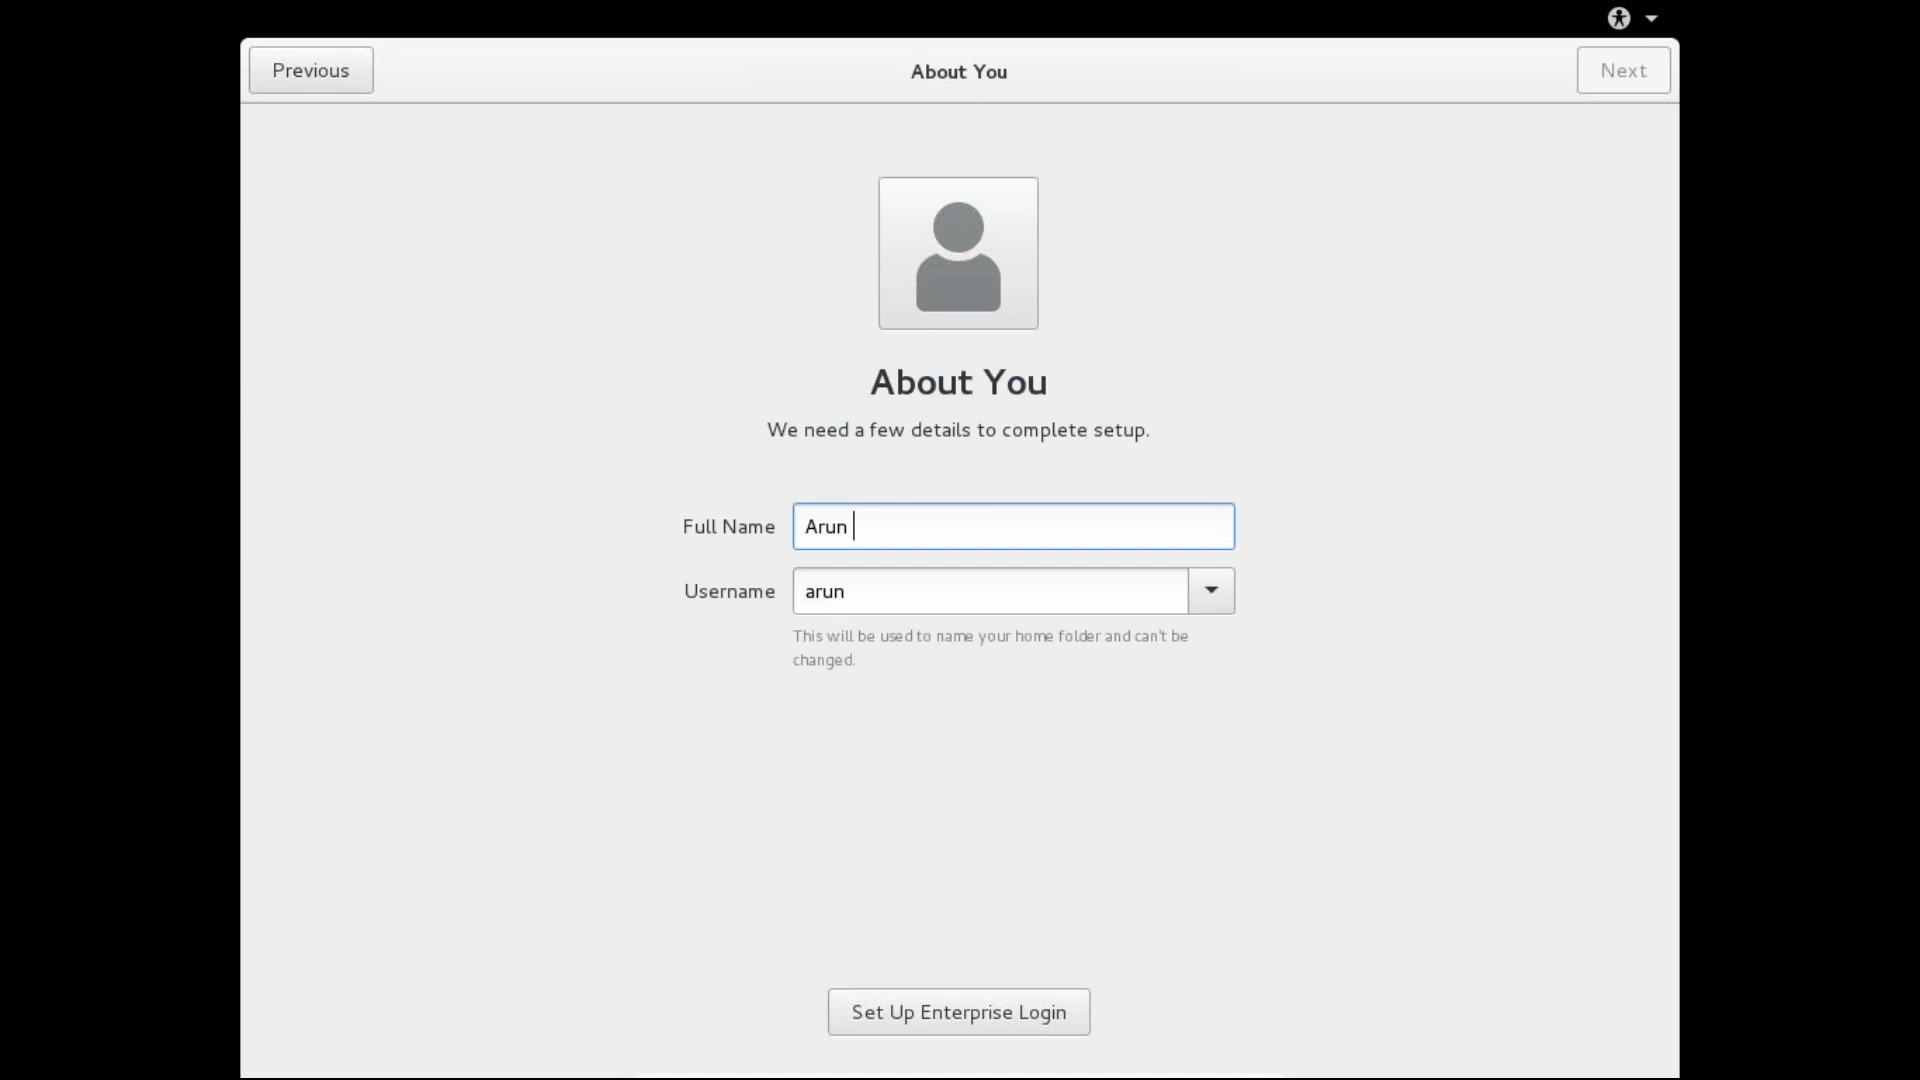 Previous
About You
Next
About You
We need a few details to complete setup.
Full Name
Arun
Username
arun
This will be used to name your home folder and can't be
changed.
Set Up Enterprise Login